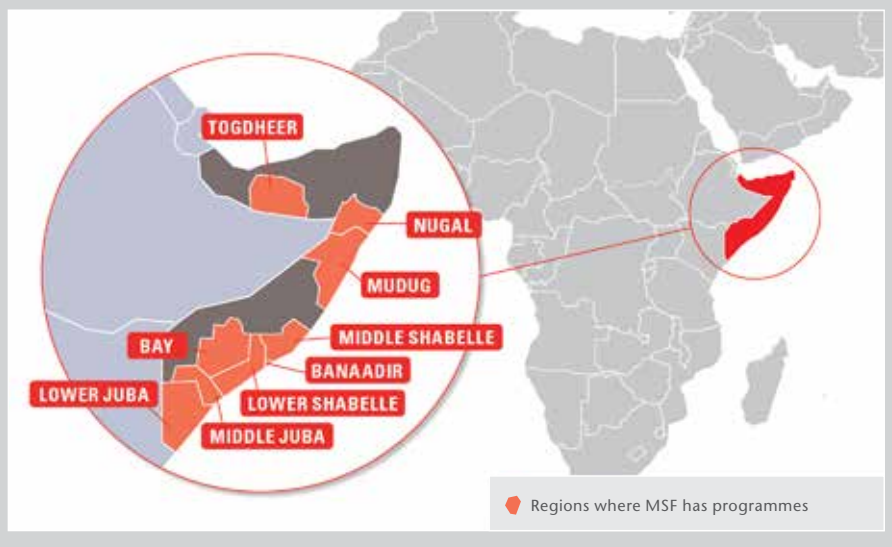 TOGDHEER
NUGAL
MUDUG
MIDDLE SHABELLE
BAY
BANAADIR
LOWER JUBA
LOWER SHABELLE
MIDDLE JUBA
Regions where MSF has programmes